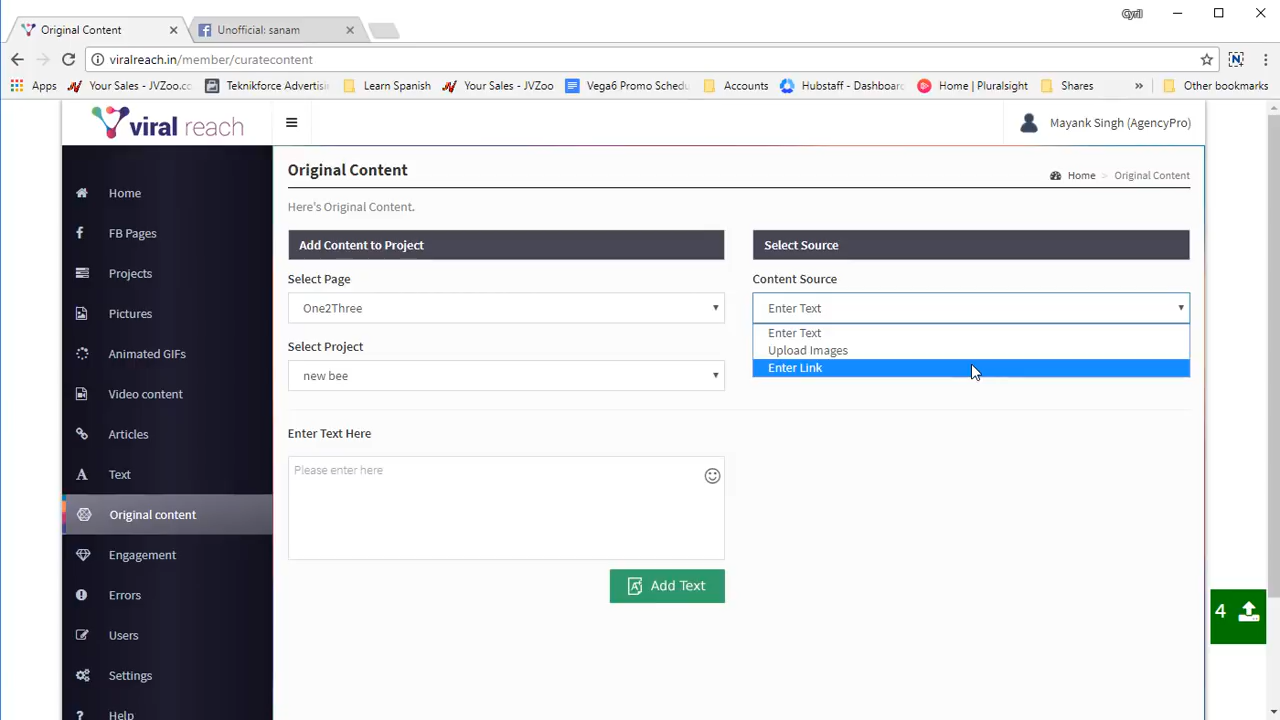 Original Content
Unofficial: sanam
Cyril
viralreach.in/member/curatecontent
Apps
Your Sales - JVZoo.cc
Teknikforce Advertisi
Learn Spanish
Your Sales - JVZoo
Vega6 Promo Schedu
Accounts
Hubstaff - Dashboar
Home | Pluralsight
Shares
»
Other bookmarks
viral reach
Mayank Singh (AgencyPro)
Home
FB Pages
Projects
Pictures
Animated GIFs
Video content
Articles
Text
Original content
Engagement
Errors
Users
Settings
Help
Original Content
Home > Original Content
Here's Original Content.
Add Content to Project
Select Page
One2Three
Select Project
new bee
Enter Text Here
Please enter here
Add Text
Select Source
Content Source
Enter Text
Enter Text
Upload Images
Enter Link
4